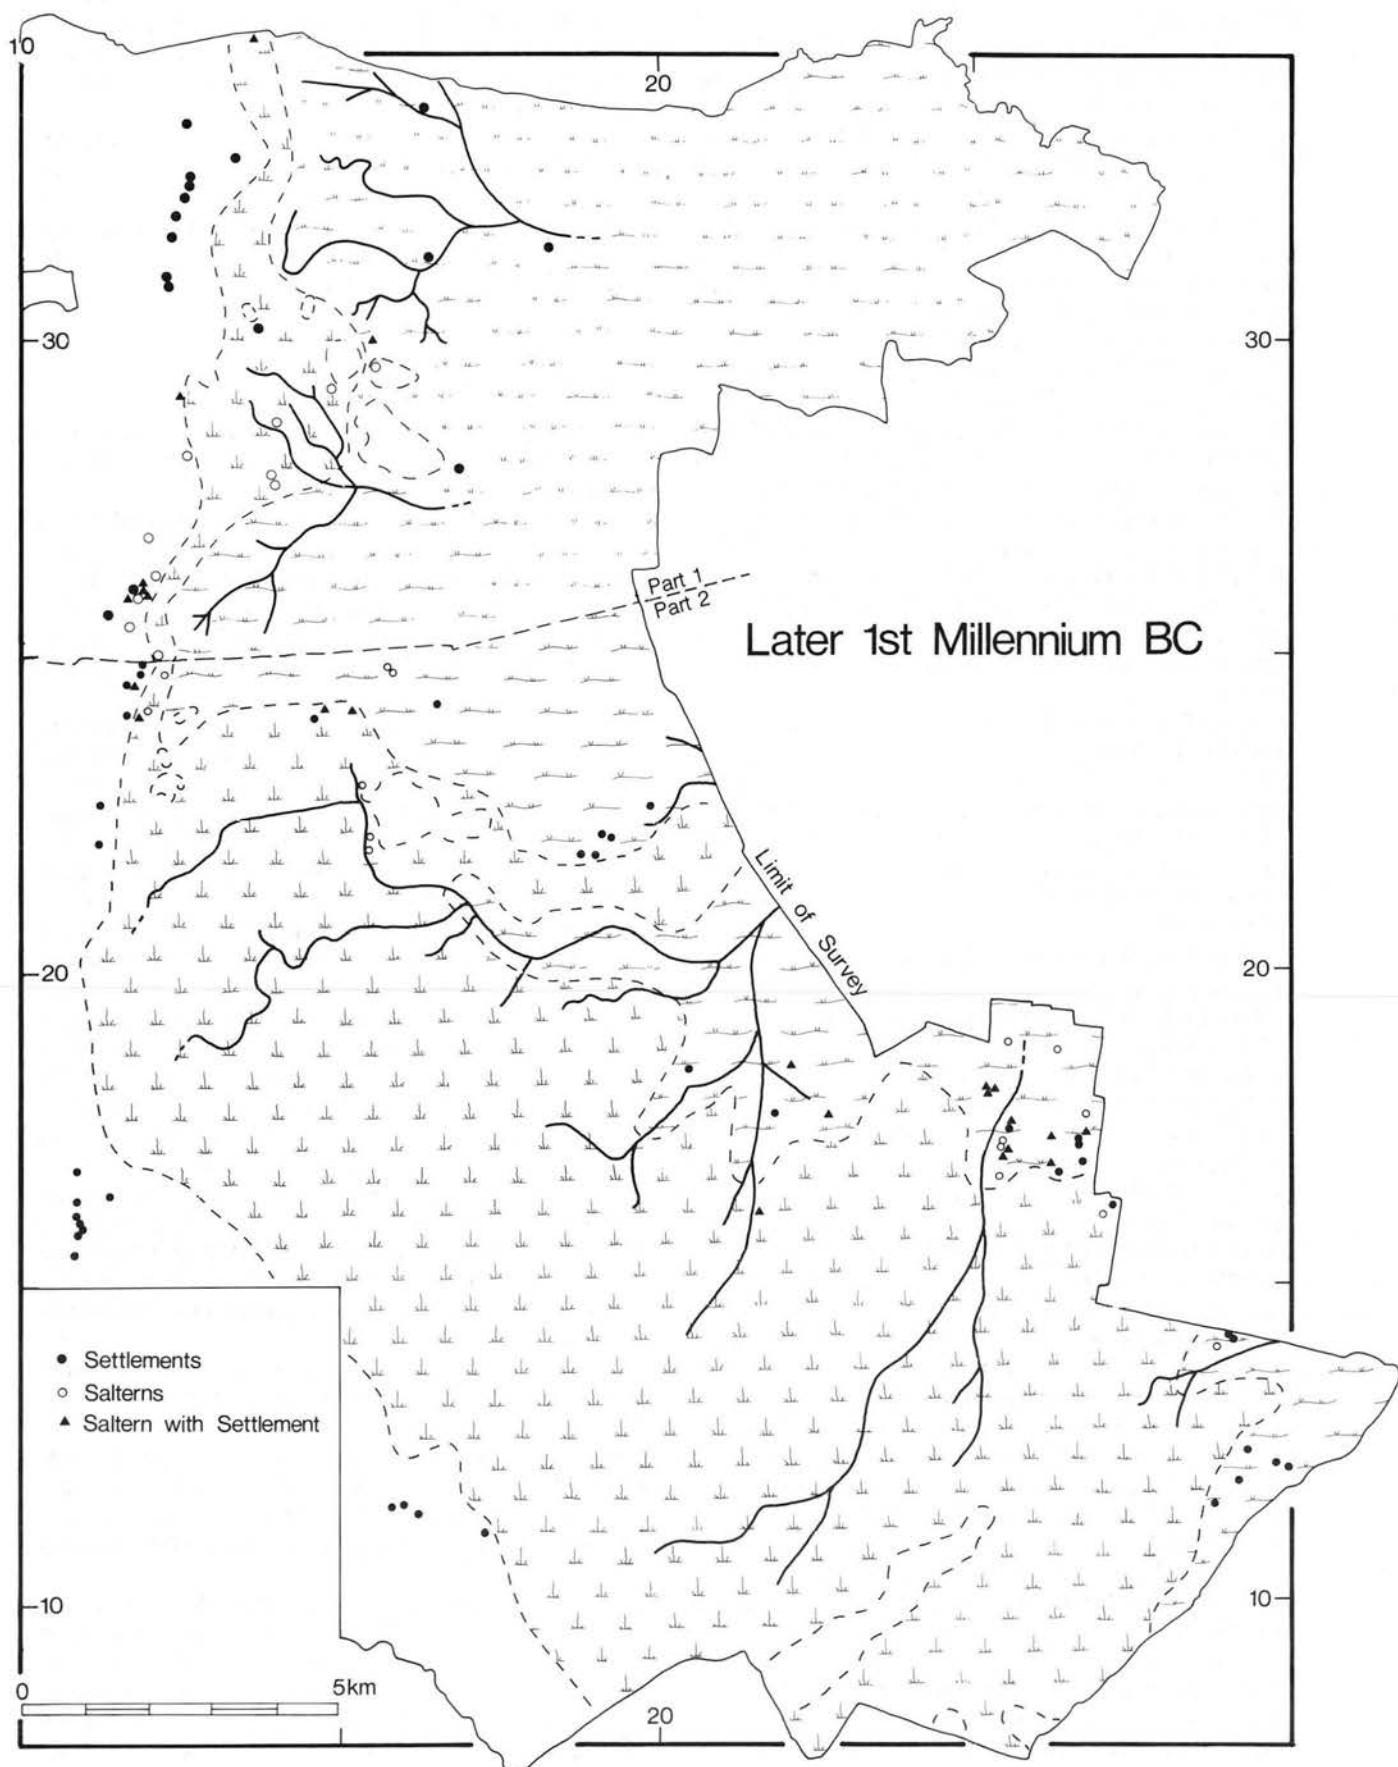 10
20
30
30
Part 1
Part 2
Later 1st Millennium BC
Limit of Survey
20
20
Settlements
Salterns
Saltern with Settlement
10
10
0 5km
20